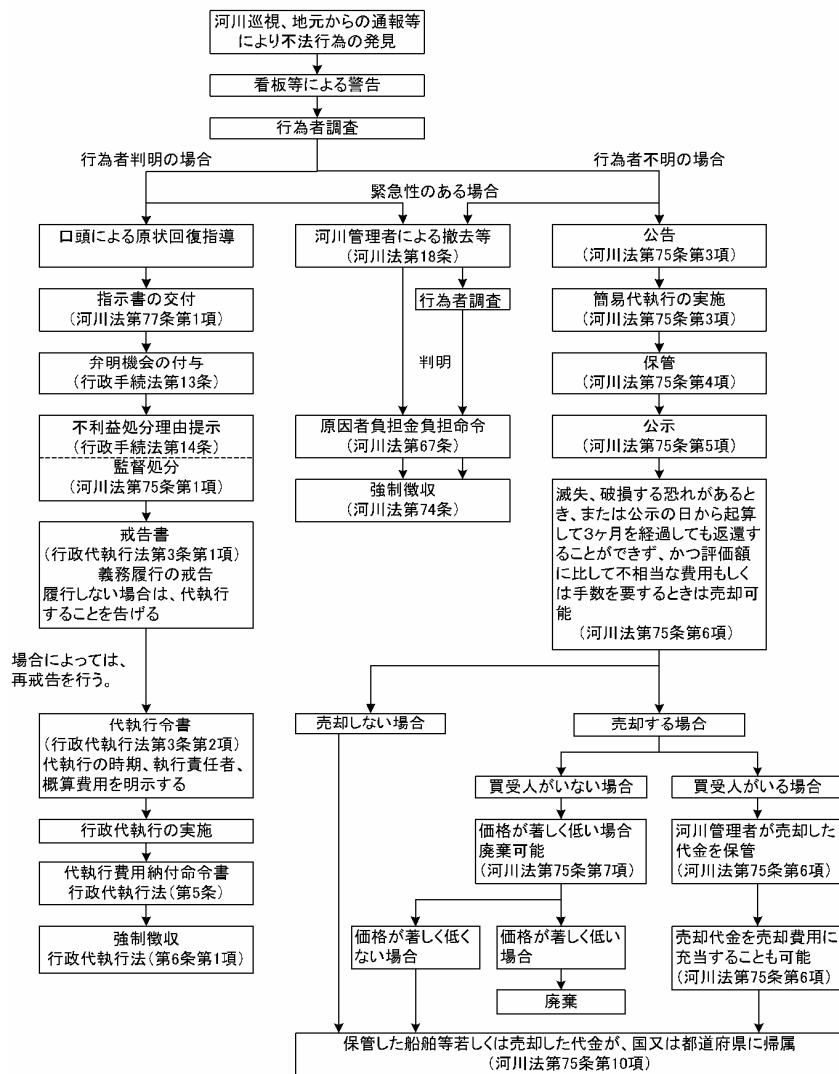 河川巡視、地元からの通報等
により不法行為の発見
看板等による警告
行為者調査
行為者判明の場合
行為者不明の場合
緊急性のある場合
口頭による原状回復指導
指示書の交付
(河川法第77条第1項)
弁明機会の付与
(行政手続法第13条)
不利益処分理由提示
(行政手続法第14条)
監督処分
(河川法第75条第1項)
戒告書
(行政代執行法第3条第1項)
義務履行の戒告
履行しない場合は、代執行
することを告げる
場合によっては、
再戒告を行う。
代執行令書
(行政代執行法第3条第2項)
代執行の時期、執行責任者、
概算費用を明示する
行政代執行の実施
代執行費用納付命令書
行政代執行法(第5条)
強制徴収
行政代執行法(第6条第1項)
河川管理者による撤去等
(河川法第18条)
行為者調査
判明
原因者負担金負担命令
(河川法第67条)
強制徴収
(河川法第74条)
公告
(河川法第75条第3項)
簡易代執行の実施
(河川法第75条第3項)
保管
(河川法第75条第4項)
公示
(河川法第75条第5項)
滅失、破損する恐れがあると
き、または公示の日から起算
して3ヶ月を経過しても返還す
ることができず、かつ評価額
に比して不相当な費用もしく
は手数を要するときは売却可
能
(河川法第75条第6項)
売却しない場合
売却する場合
買受人がいない場合
買受人がいる場合
価格が著しく低い場合
廃棄可能
(河川法第75条第7項)
河川管理者が売却した
代金を保管
(河川法第75条第6項)
価格が著しく低く
ない場合
価格が著しく低い
場合
廃棄
売却代金を売却費用に
充当することも可能
(河川法第75条第6項)
保管した船舶等若しくは売却した代金が、国又は都道府県に帰属
(河川法第75条第10項)